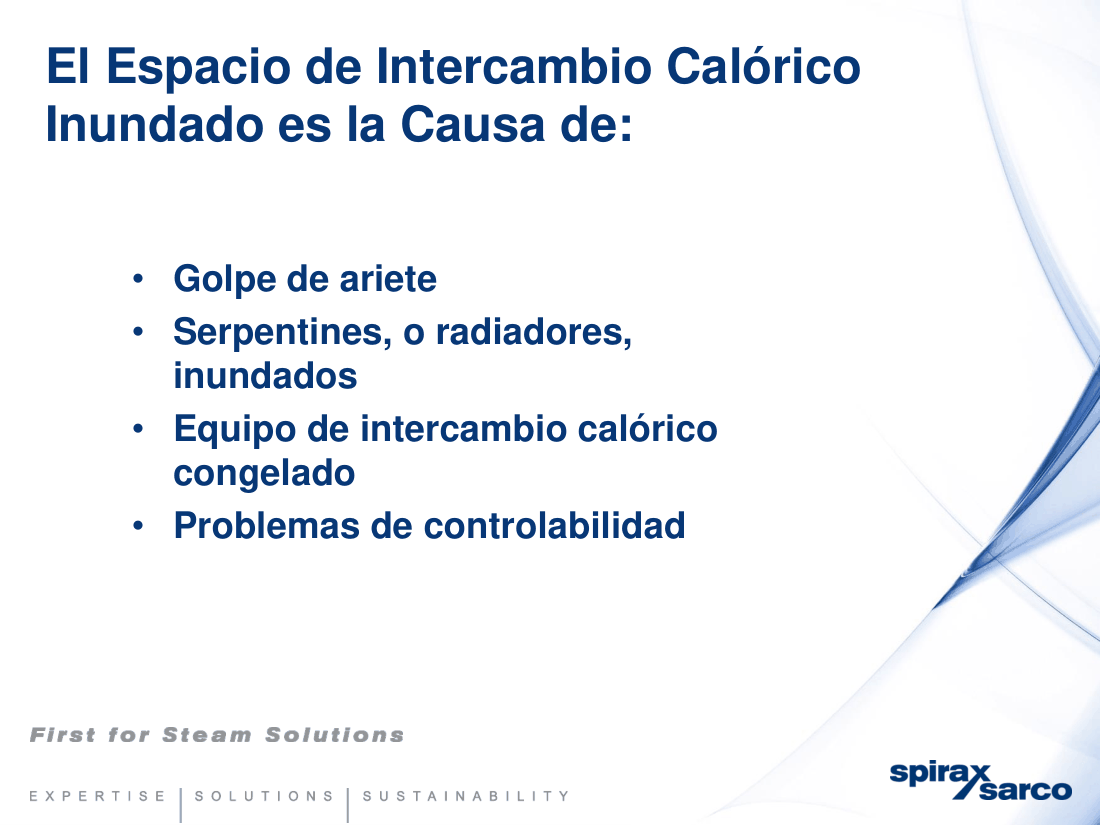 El Espacio de Intercambio Calórico
Inundado es la Causa de:
• Golpe de ariete
• Serpentines, o radiadores,
inundados
• Equipo de intercambio calórico
congelado
• Problemas de controlabilidad
First for Steam Solutions
EXPERTISE | SOLUTIONS | SUSTAINABILITY
spirax
sarco